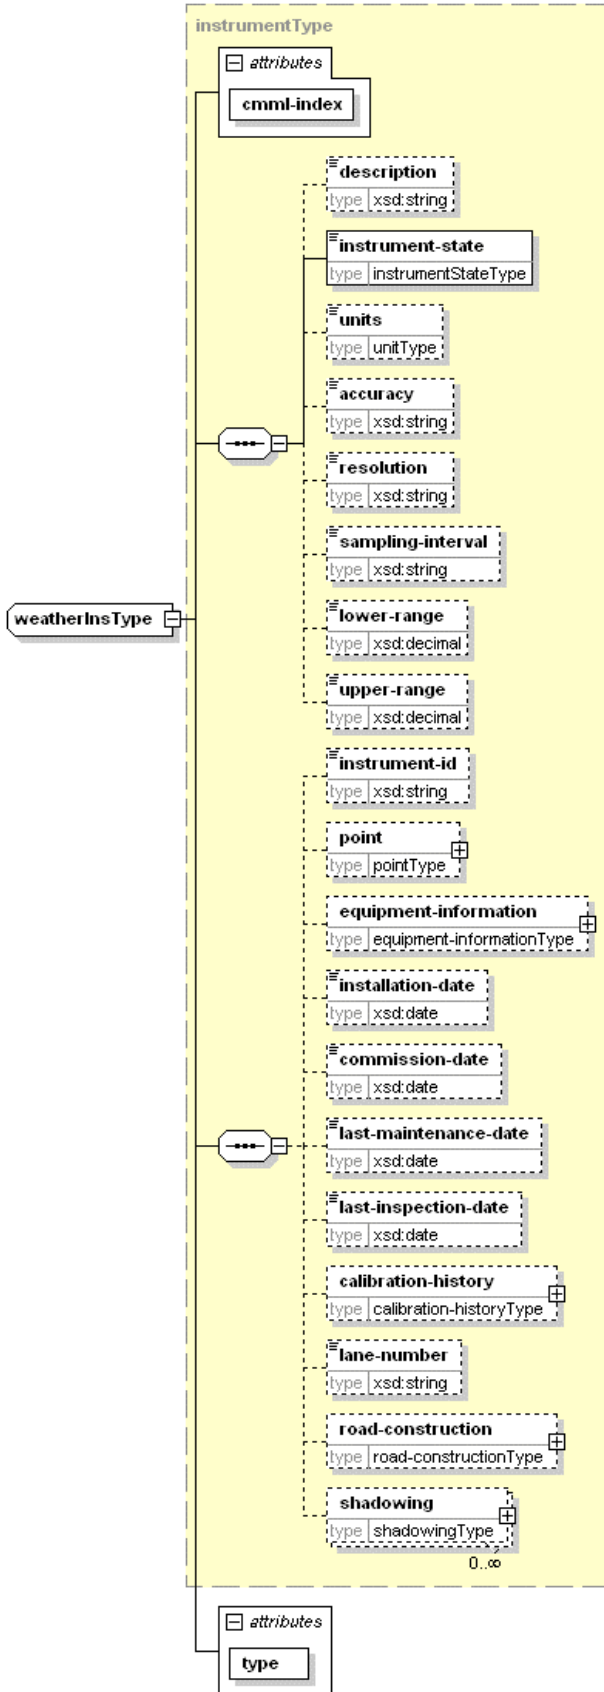 instrumentType
attributes
cmml-index
description
type xsd:string
instrument-state
type instrumentStateType
units
type unitType
accuracy
type xsd:string
resolution
type xsd:string
sampling-interval
type xsd:string
weatherInsType
lower-range
type xsd:decimal
upper-range
type xsd:decimal
instrument-id
type xsd:string
point
type pointType
equipment-information
type equipment-informationType
installation-date
type xsd:date
commission-date
type xsd:date
last-maintenance-date
type xsd:date
last-inspection-date
type xsd:date
calibration-history
type calibration-historyType
lane-number
type xsd:string
road-construction
type road-constructionType
shadowing
type shadowingType
0..∞
attributes
type